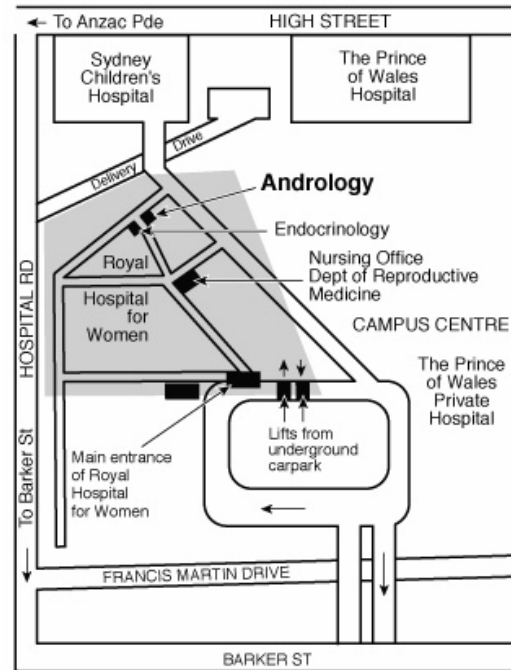 To Anzac Pde
HIGH STREET
Sydney
Children's
Hospital
The Prince
of Wales
Hospital
Delivery Drive
Andrology
Endocrinology
Royal
Hospital
for
Women
Nursing Office
Dept of Reproductive
Medicine
CAMPUS CENTRE
HOSPITAL RD
The Prince
of Wales
Private
Hospital
Main entrance
of Royal
Hospital
for Women
Lifts from
underground
carpark
To Barker St
FRANCIS MARTIN DRIVE
BARKER ST